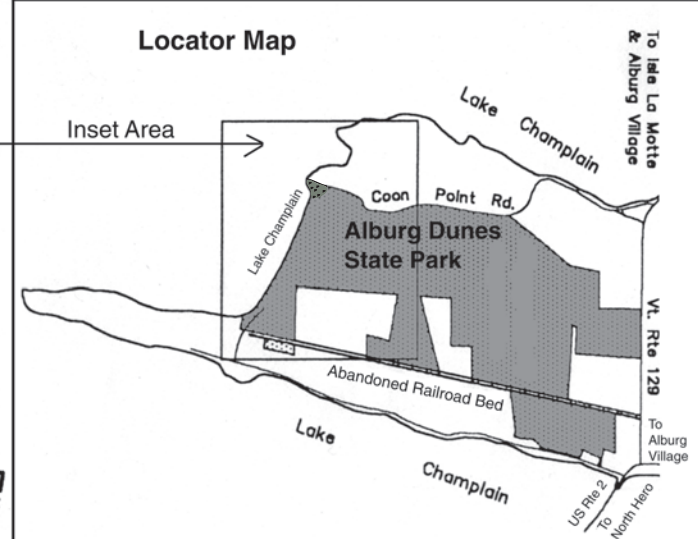 Locator Map
To Isle La Motte
& Alburg Village
Lake Champlain
Inset Area
Coon Point Rd.
Lake Champlain
Alburg Dunes
State Park
Vt. Rte 129
Abandoned Railroad Bed
To
Alburg
Village
Lake
Champlain
US Rte 2
To
North Hero